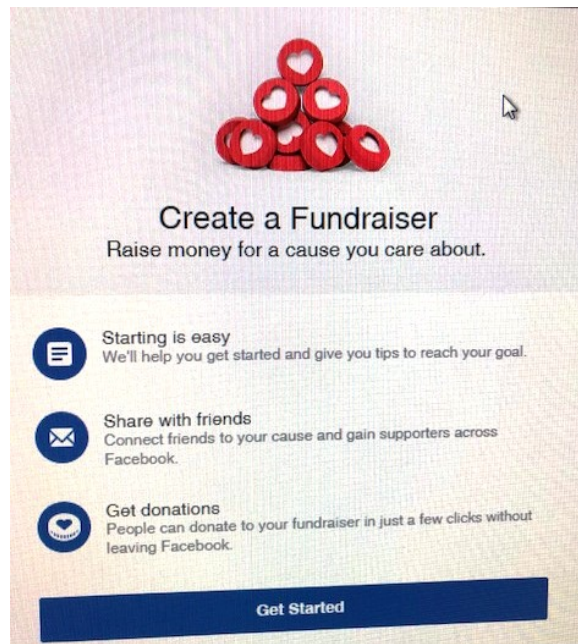 Create a Fundraiser
Raise money for a cause you care about.
Starting is easy
We'll help you get started and give you tips to reach your goal.
Share with friends
Connect friends to your cause and gain supporters across
Facebook.
Get donations
People can donate to your fundraiser in just a few clicks without
leaving Facebook.
Get Started